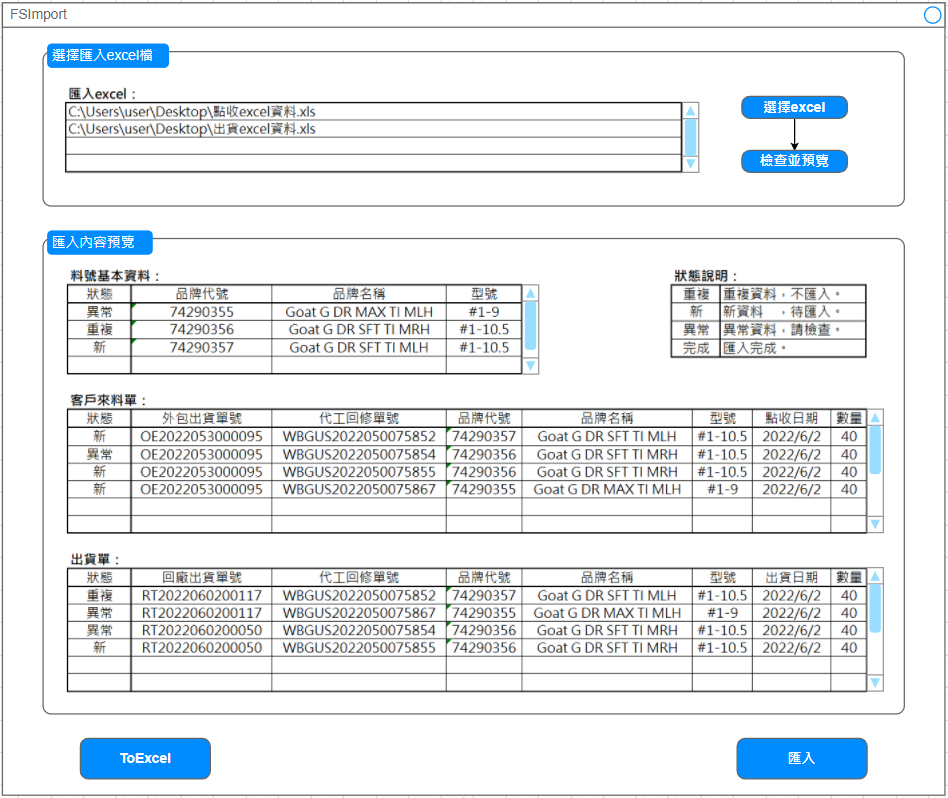 FSImport
選擇匯入excel檔
匯入excel：
C:\Users\user\Desktop\點收excel資料.xls
C:\Users\user\Desktop\出貨excel資料.xls
選擇excel
檢查並預覽
匯入內容預覽
料號基本資料：
狀態 品牌代號 品牌名稱 型號
異常 74290355 Goat G DR MAX TI MLH #1-9
重複 74290356 Goat G DR SFT TI MRH #1-10.5
新 74290357 Goat G DR SFT TI MLH #1-10.5
狀態說明：
重複 重複資料，不匯入。
新 新資料　，待匯入。
異常 異常資料，請檢查。
完成 匯入完成。
客戶來料單：
狀態 外包出貨單號 代工回修單號 品牌代號 品牌名稱 型號 點收日期 數量
新 OE2022053000095 WBGUS2022050075852 74290357 Goat G DR SFT TI MLH #1-10.5 2022/6/2 40
異常 OE2022053000095 WBGUS2022050075854 74290356 Goat G DR SFT TI MRH #1-10.5 2022/6/2 40
新 OE2022053000095 WBGUS2022050075855 74290356 Goat G DR SFT TI MRH #1-10.5 2022/6/2 40
新 OE2022053000095 WBGUS2022050075867 74290355 Goat G DR MAX TI MLH #1-9 2022/6/2 40
出貨單：
狀態 回廠出貨單號 代工回修單號 品牌代號 品牌名稱 型號 出貨日期 數量
重複 RT2022060200117 WBGUS2022050075852 74290357 Goat G DR SFT TI MLH #1-10.5 2022/6/2 40
異常 RT2022060200117 WBGUS2022050075867 74290355 Goat G DR MAX TI MLH #1-9 2022/6/2 40
異常 RT2022060200050 WBGUS2022050075854 74290356 Goat G DR SFT TI MRH #1-10.5 2022/6/2 40
新 RT2022060200050 WBGUS2022050075855 74290356 Goat G DR SFT TI MRH #1-10.5 2022/6/2 40
ToExcel
匯入